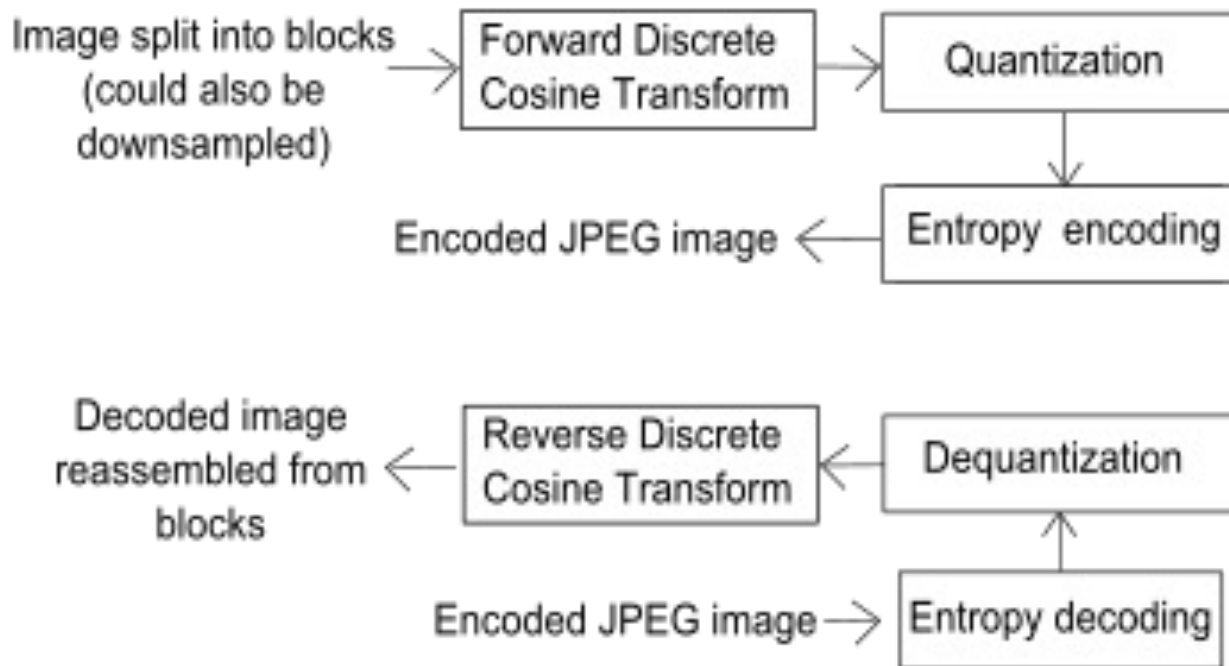 Image split into blocks
(could also be
downsampled)
Forward Discrete
Cosine Transform
Quantization
Entropy encoding
Encoded JPEG image
Decoded image
reassembled from
blocks
Reverse Discrete
Cosine Transform
Dequantization
Encoded JPEG image
Entropy decoding